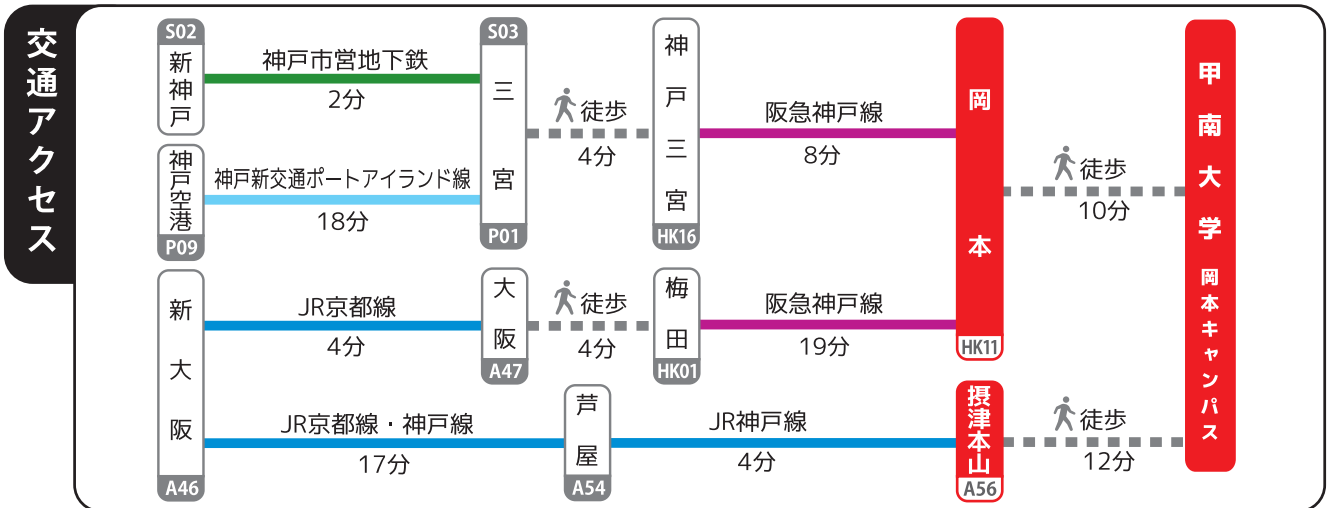 交通アクセス
S02
新神戸
神戸市営地下鉄
2分
S03
三宮
P01
神戸空港
P09
神戸新交通ポートアイランド線
18分
徒歩
4分
神戸三宮
HK16
阪急神戸線
8分
岡本
HK11
徒歩
10分
甲南大学 岡本キャンパス
新大阪
A46
JR京都線
4分
大阪
A47
徒歩
4分
梅田
HK01
阪急神戸線
19分
JR京都線・神戸線
17分
芦屋
A54
JR神戸線
4分
摂津本山
A56
徒歩
12分